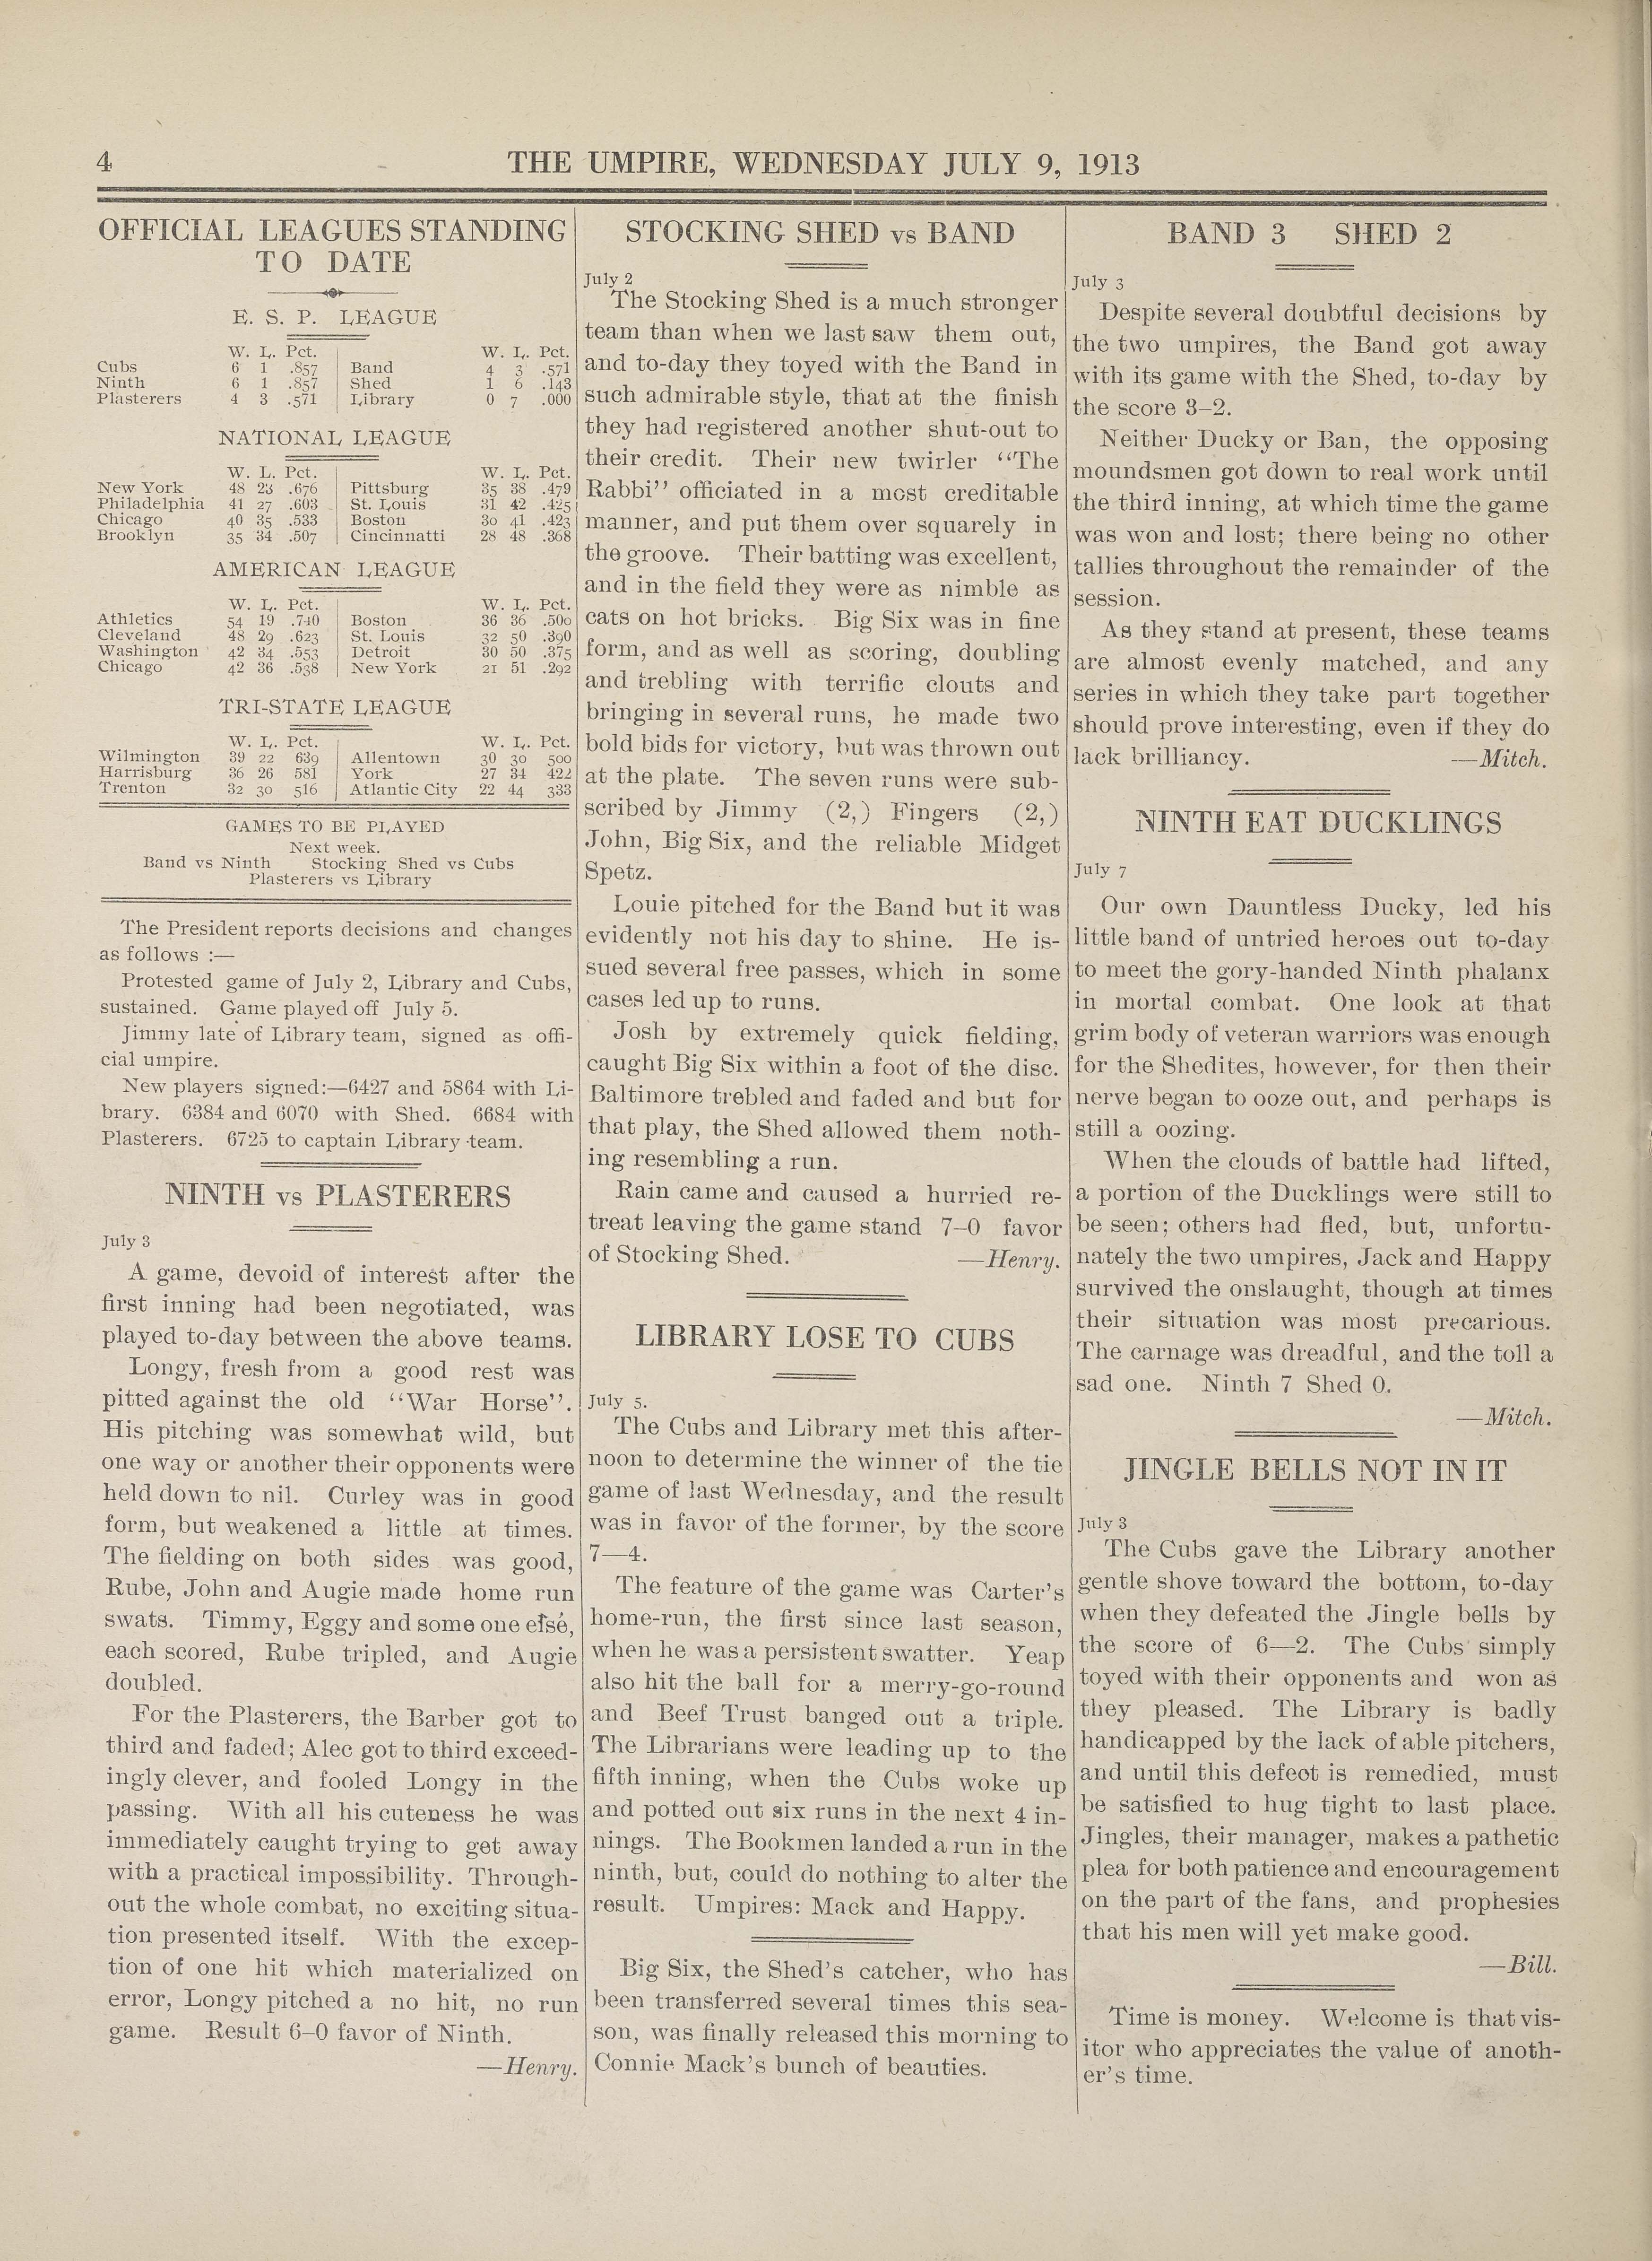 4
THE UMPIRE, WEDNESDAY JULY 9, 1913
OFFICIAL LEAGUES STANDING
TO DATE
E. S. P. LEAGUE
W. L. Pct. W. L. Pct.
Cubs 6 1 .857 Band 4 3 .571
Ninth 6 1 .857 Shed 1 6 .143
Plasterers 4 3 .571 Library 0 7 .000
NATIONAL LEAGUE
W. L. Pct. W. L. Pct.
New York 48 23 .676 Pittsburg 35 38 .479
Philadelphia 41 27 .603 St. Louis 31 42 .425
Chicago 40 35 .533 Boston 30 41 .423
Brooklyn 35 34 .507 Cincinnatti 28 48 .368
AMERICAN LEAGUE
W. L. Pct. W. L. Pct.
Athletics 54 19 .740 Boston 36 36 .500
Cleveland 48 29 .623 St. Louis 32 50 .390
Washington 42 34 .553 Detroit 30 50 .375
Chicago 42 36 .538 New York 21 51 .292
TRI-STATE LEAGUE
W. L. Pct. W. L. Pct.
Wilmington 39 22 639 Allentown 30 30 500
Harrisburg 36 26 581 York 27 34 422
Trenton 32 30 516 Atlantic City 22 44 333
GAMES TO BE PLAYED
Next week.
Band vs Ninth Stocking Shed vs Cubs
Plasterers vs Library
The President reports decisions and changes
as follows :—
Protested game of July 2, Library and Cubs,
sustained. Game played off July 5.
Jimmy late of Library team, signed as offi-
cial umpire.
New players signed:—6427 and 5864 with Li-
brary. 6384 and 6070 with Shed. 6684 with
Plasterers. 6725 to captain Library team.
NINTH vs PLASTERERS
July 3
A game, devoid of interest after the
first inning had been negotiated, was
played to-day between the above teams.
Longy, fresh from a good rest was
pitted against the old ‘‘War Horse’’.
His pitching was somewhat wild, but
one way or another their opponents were
held down to nil. Curley was in good
form, but weakened a little at times.
The fielding on both sides was good,
Rube, John and Augie made home run
swats. Timmy, Eggy and some one else,
each scored, Rube tripled, and Augie
doubled.
For the Plasterers, the Barber got to
third and faded; Alec got to third exceed-
ingly clever, and fooled Longy in the
passing. With all his cuteness he was
immediately caught trying to get away
with a practical impossibility. Through-
out the whole combat, no exciting situa-
tion presented itself. With the excep-
tion of one hit which materialized on
error, Longy pitched a no hit, no run
game. Result 6–0 favor of Ninth.
—Henry.
STOCKING SHED vs BAND
July 2
The Stocking Shed is a much stronger
team than when we last saw them out,
and to-day they toyed with the Band in
such admirable style, that at the finish
they had registered another shut-out to
their credit. Their new twirler ‘‘The
Rabbi’’ officiated in a most creditable
manner, and put them over squarely in
the groove. Their batting was excellent,
and in the field they were as nimble as
cats on hot bricks. Big Six was in fine
form, and as well as scoring, doubling
and trebling with terrific clouts and
bringing in several runs, he made two
bold bids for victory, but was thrown out
at the plate. The seven runs were sub-
scribed by Jimmy (2,) Fingers (2,)
John, Big Six, and the reliable Midget
Spetz.
Louie pitched for the Band but it was
evidently not his day to shine. He is-
sued several free passes, which in some
cases led up to runs.
Josh by extremely quick fielding,
caught Big Six within a foot of the disc.
Baltimore trebled and faded and but for
that play, the Shed allowed them noth-
ing resembling a run.
Rain came and caused a hurried re-
treat leaving the game stand 7–0 favor
of Stocking Shed. —Henry.
LIBRARY LOSE TO CUBS
July 5.
The Cubs and Library met this after-
noon to determine the winner of the tie
game of last Wednesday, and the result
was in favor of the former, by the score
7—4.
The feature of the game was Carter's
home-run, the first since last season,
when he was a persistent swatter. Yeap
also hit the ball for a merry-go-round
and Beef Trust banged out a triple.
The Librarians were leading up to the
fifth inning, when the Cubs woke up
and potted out six runs in the next 4 in-
nings. The Bookmen landed a run in the
ninth, but, could do nothing to alter the
result. Umpires: Mack and Happy.
Big Six, the Shed's catcher, who has
been transferred several times this sea-
son, was finally released this morning to
Connie Mack's bunch of beauties.
BAND 3 SHED 2
July 3
Despite several doubtful decisions by
the two umpires, the Band got away
with its game with the Shed, to-day by
the score 3–2.
Neither Ducky or Ban, the opposing
moundsmen got down to real work until
the third inning, at which time the game
was won and lost; there being no other
tallies throughout the remainder of the
session.
As they stand at present, these teams
are almost evenly matched, and any
series in which they take part together
should prove interesting, even if they do
lack brilliancy. —Mitch.
NINTH EAT DUCKLINGS
July 7
Our own Dauntless Ducky, led his
little band of untried heroes out to-day
to meet the gory-handed Ninth phalanx
in mortal combat. One look at that
grim body of veteran warriors was enough
for the Shedites, however, for then their
nerve began to ooze out, and perhaps is
still a oozing.
When the clouds of battle had lifted,
a portion of the Ducklings were still to
be seen; others had fled, but, unfortu-
nately the two umpires, Jack and Happy
survived the onslaught, though at times
their situation was most precarious.
The carnage was dreadful, and the toll a
sad one. Ninth 7 Shed 0.
—Mitch.
JINGLE BELLS NOT IN IT
July 3
The Cubs gave the Library another
gentle shove toward the bottom, to-day
when they defeated the Jingle bells by
the score of 6—2. The Cubs simply
toyed with their opponents and won as
they pleased. The Library is badly
handicapped by the lack of able pitchers,
and until this defect is remedied, must
be satisfied to hug tight to last place.
Jingles, their manager, makes a pathetic
plea for both patience and encouragement
on the part of the fans, and prophesies
that his men will yet make good.
—Bill.
Time is money. Welcome is that vis-
itor who appreciates the value of anoth-
er's time.